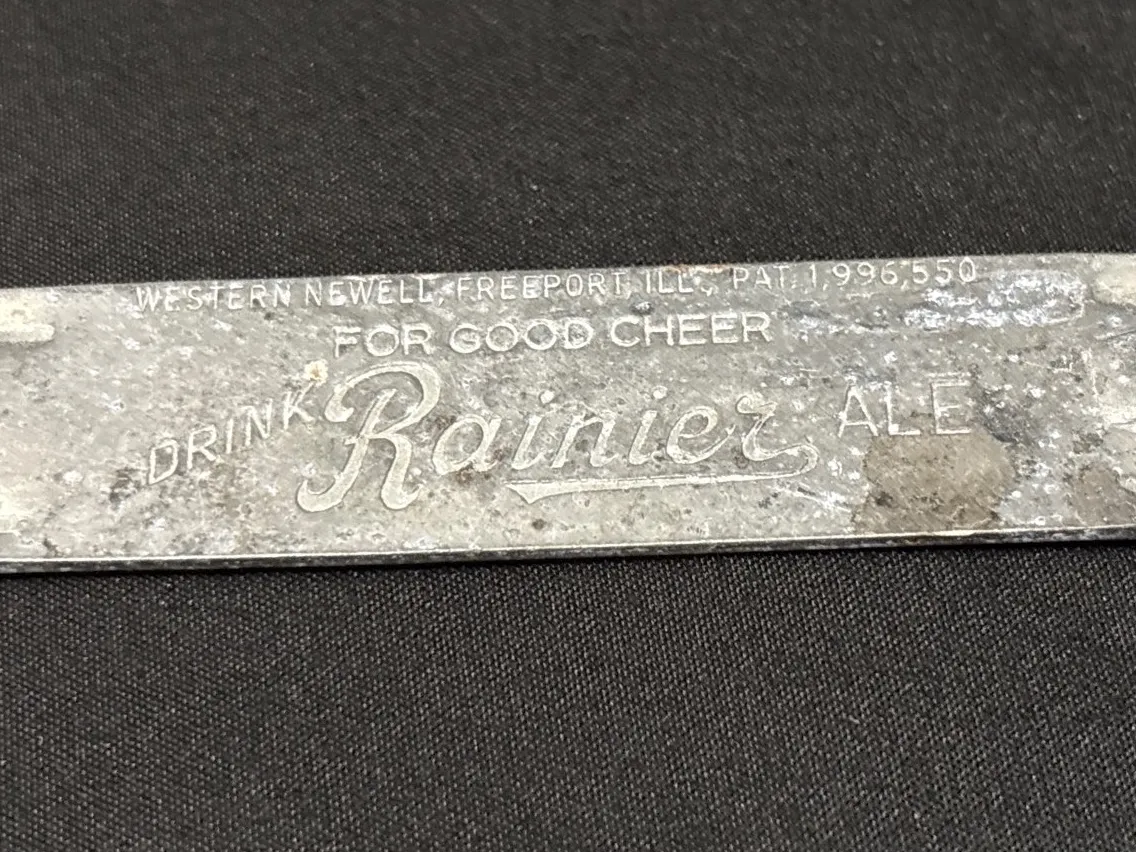 WESTERN NEWELL, FREEPORT, ILL., PAT. 1,996,550
FOR GOOD CHEER
DRINK Rainier ALE